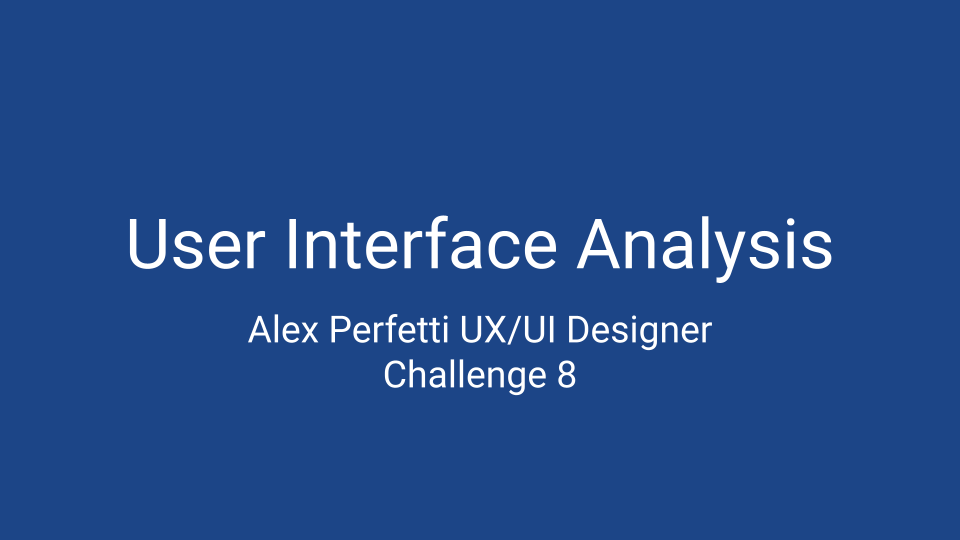 User Interface Analysis
Alex Perfetti UX/UI Designer
Challenge 8